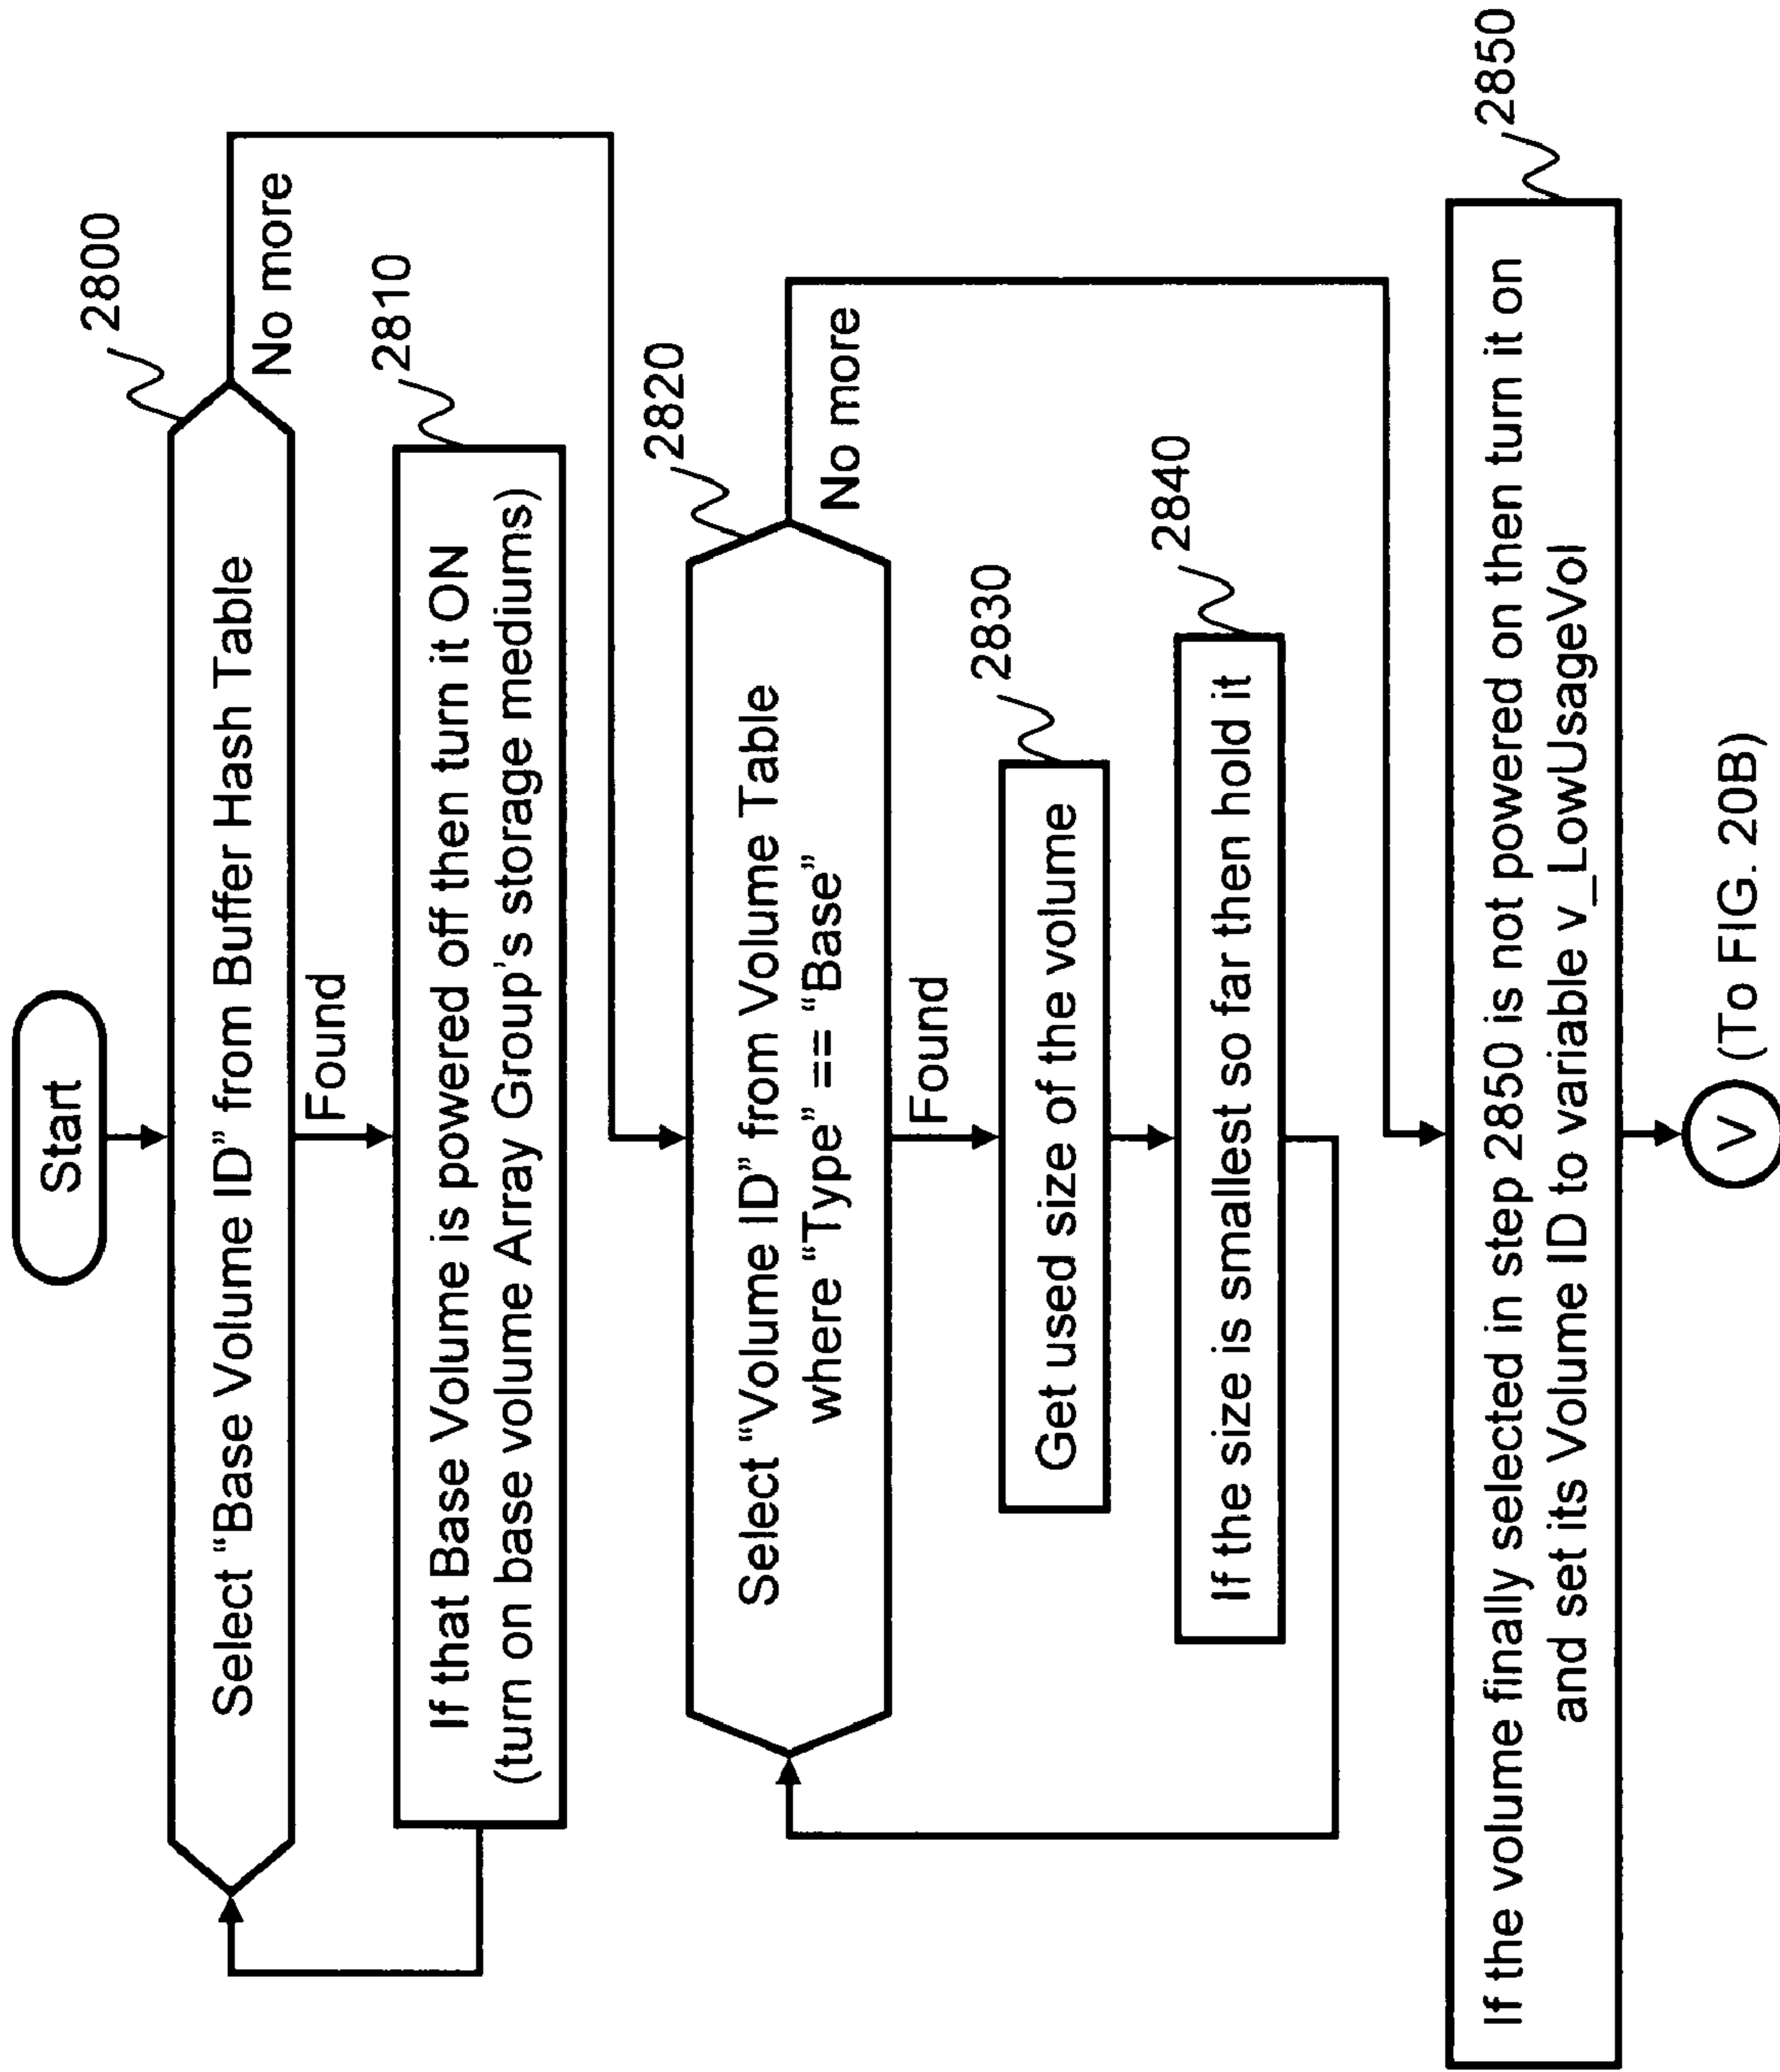 Start
2800
Select “Base Volume ID” from Buffer Hash Table
No more
Found
2810
If that Base Volume is powered off then turn it ON
(turn on base volume Array Group's storage mediums)
2820
Select “Volume ID” from Volume Table
where “Type” == “Base”
No more
Found
2830
Get used size of the volume
2840
If the size is smallest so far then hold it
2850
If the volume finally selected in step 2850 is not powered on then turn it on
and set its Volume ID to variable v_LowUsageVol
V (To FIG. 20B)